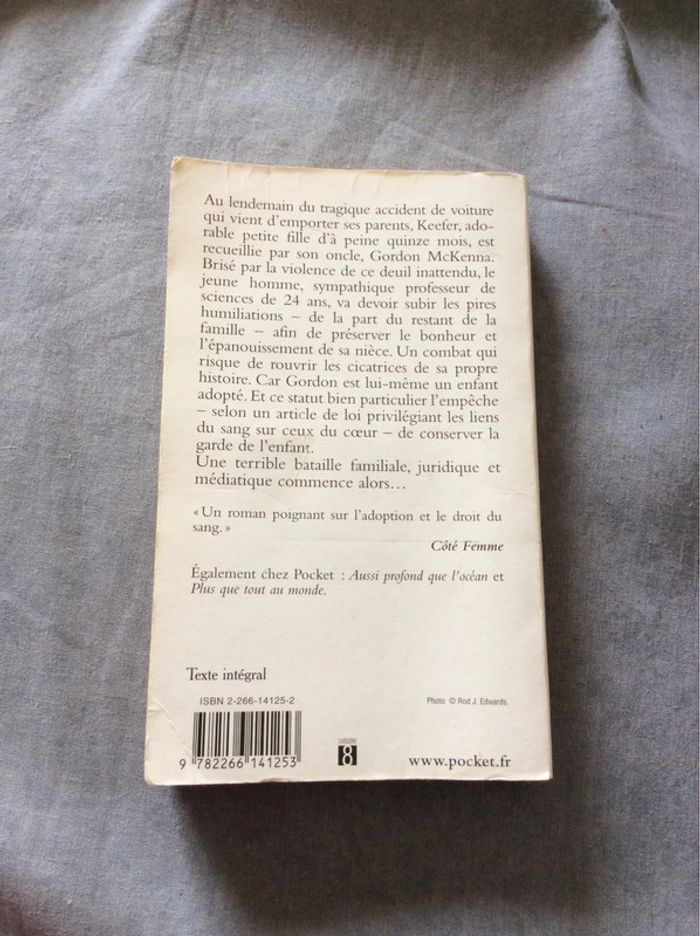 Au lendemain du tragique accident de voiture
qui vient d'emporter ses parents, Keefer, ado-
rable petite fille d'à peine quinze mois, est
recueillie par son oncle, Gordon McKenna.
Brisé par la violence de ce deuil inattendu, le
jeune homme, sympathique professeur de
sciences de 24 ans, va devoir subir les pires
humiliations – de la part du restant de la
famille – afin de préserver le bonheur et
l'épanouissement de sa nièce. Un combat qui
risque de rouvrir les cicatrices de sa propre
histoire. Car Gordon est lui-même un enfant
adopté. Et ce statut bien particulier l'empêche
– selon un article de loi privilégiant les liens
du sang sur ceux du cœur – de conserver la
garde de l'enfant.
Une terrible bataille familiale, juridique et
médiatique commence alors…
« Un roman poignant sur l'adoption et le droit du
sang. »
Côté Femme
Également chez Pocket : Aussi profond que l'océan et
Plus que tout au monde.
Texte intégral
ISBN 2-266-14125-2
Photo © Rod J. Edwards.
9 782266 141253
CATÉGORIE
8
www.pocket.fr